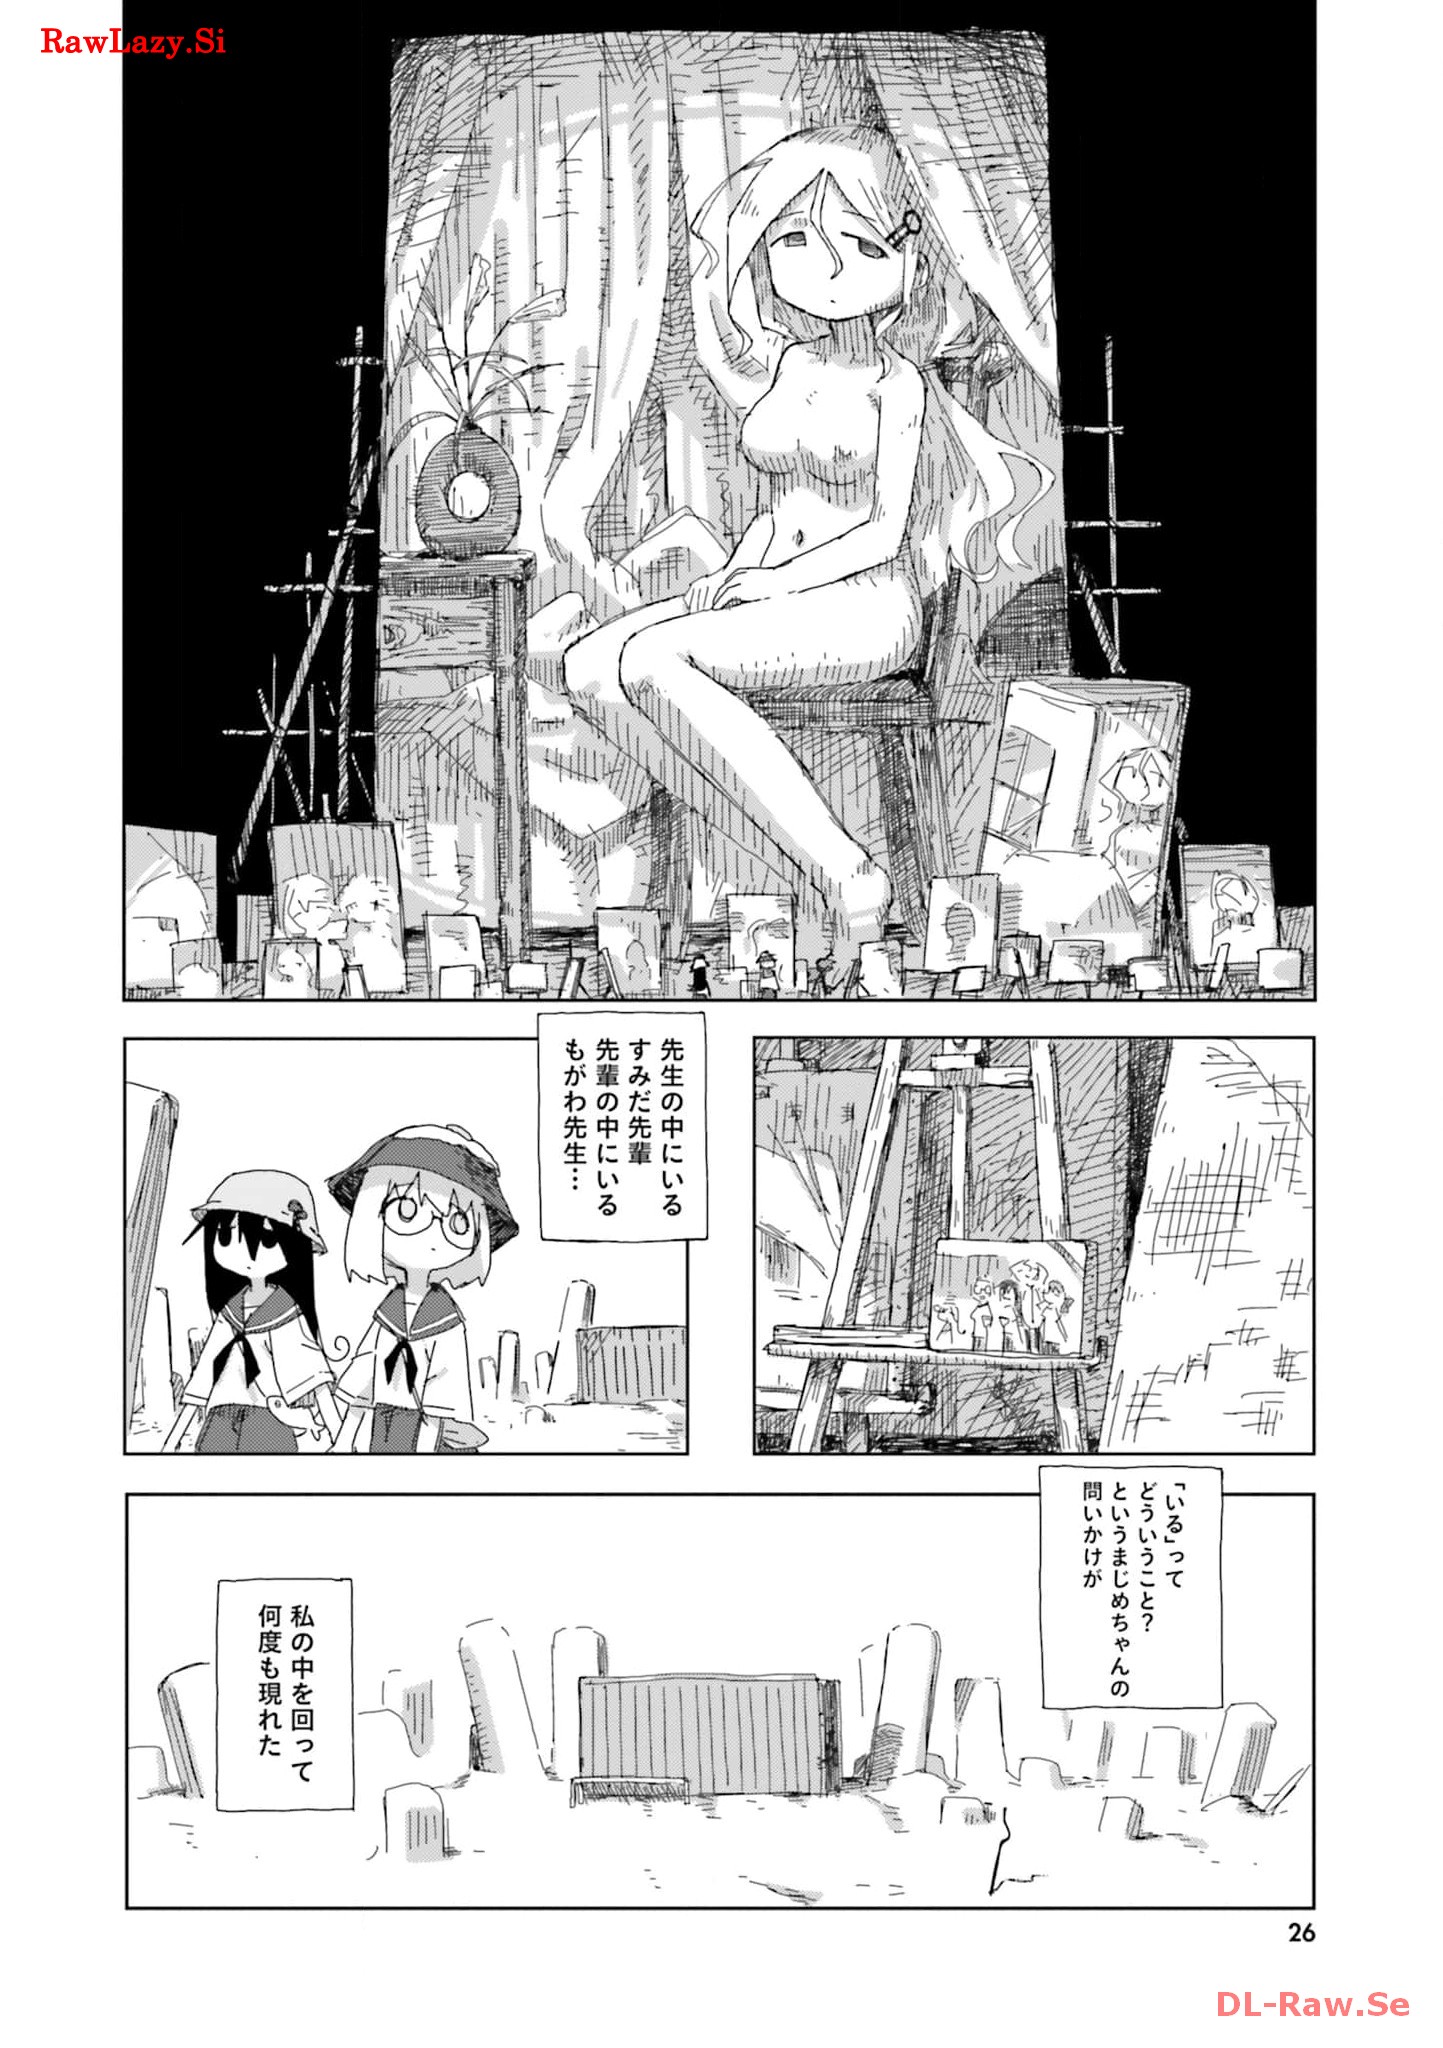 RawLazy.Si
先生の中にいる
すみだ先輩
先輩の中にいる
もがわ先生…
「いる」って
どういうこと？
というまじめちゃんの
問いかけが
私の中を回って
何度も現れた
26
DL-Raw.Se